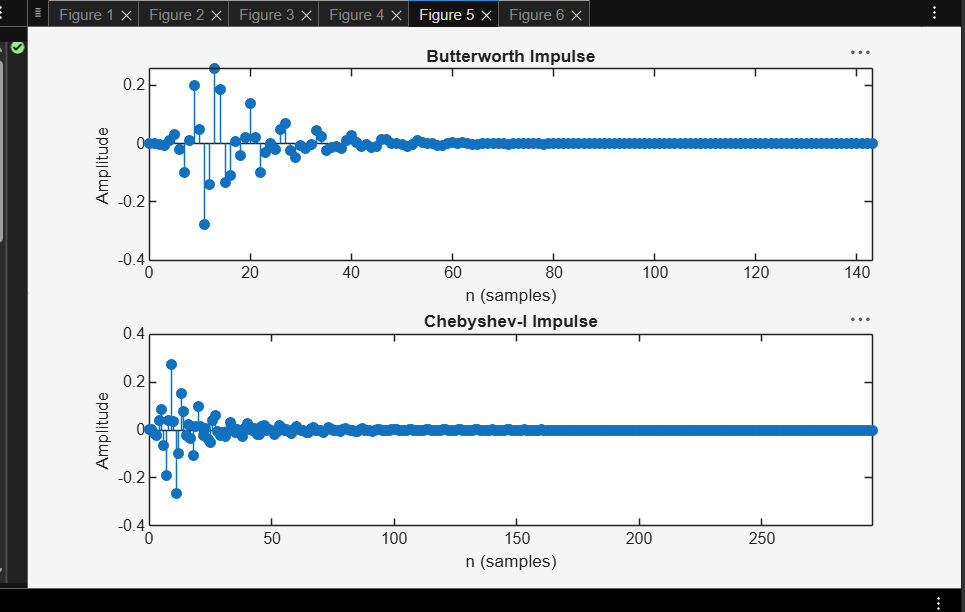 Figure 1 × Figure 2 × Figure 3 × Figure 4 × Figure 5 × Figure 6 ×
Butterworth Impulse
0.2
0
-0.2
-0.4
Amplitude
0 20 40 60 80 100 120 140
n (samples)
Chebyshev-I Impulse
0.4
0.2
0
-0.2
-0.4
Amplitude
0 50 100 150 200 250
n (samples)